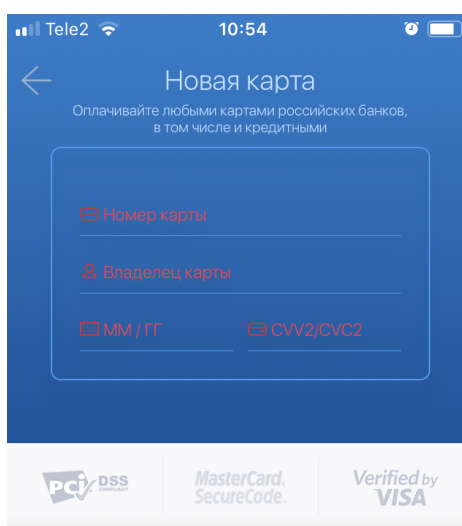 Tele2 10:54
Новая карта
Оплачивайте любыми картами российских банков,
в том числе и кредитными
Номер карты
Владелец карты
ММ / ГГ CVV2/CVC2
PCI DSS COMPLIANT
MasterCard.
SecureCode.
Verified by
VISA